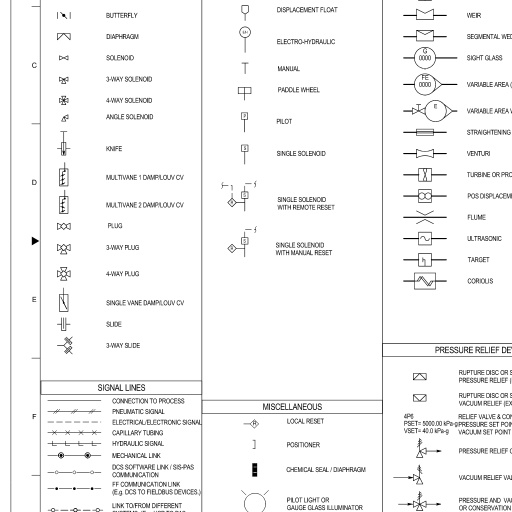 BUTTERFLY
DIAPHRAGM
C
SOLENOID
3-WAY SOLENOID
4-WAY SOLENOID
ANGLE SOLENOID
KNIFE
MULTIVANE 1 DAMP/LOUV CV
D
MULTIVANE 2 DAMP/LOUV CV
PLUG
3-WAY PLUG
4-WAY PLUG
E
SINGLE VANE DAMP/LOUV CV
SLIDE
3-WAY SLIDE
SIGNAL LINES
CONNECTION TO PROCESS
PNEUMATIC SIGNAL
F
ELECTRICAL/ELECTRONIC SIGNAL
CAPILLARY TUBING
HYDRAULIC SIGNAL
MECHANICAL LINK
DCS SOFTWARE LINK / SIS-PAS
COMMUNICATION
FF COMMUNICATION LINK
(E.g. DCS TO FIELDBUS DEVICES.)
LINK TO/FROM DIFFERENT
DISPLACEMENT FLOAT
ELECTRO-HYDRAULIC
MANUAL
PADDLE WHEEL
PILOT
SINGLE SOLENOID
S
SINGLE SOLENOID
WITH REMOTE RESET
S
R
SINGLE SOLENOID
WITH MANUAL RESET
S
R
MISCELLANEOUS
LOCAL RESET
R
POSITIONER
CHEMICAL SEAL / DIAPHRAGM
PILOT LIGHT OR
GAUGE GLASS ILLUMINATOR
WEIR
SEGMENTAL WED
G
0000
SIGHT GLASS
FE
0000
VARIABLE AREA (
E
VARIABLE AREA V
STRAIGHTENING
VENTURI
TURBINE OR PRO
POS DISPLACEME
FLUME
ULTRASONIC
TARGET
CORIOLIS
PRESSURE RELIEF DE
RUPTURE DISC OR S
PRESSURE RELIEF (
RUPTURE DISC OR S
VACUUM RELIEF (EX
4P6
PSET= 5000.00 kPa-g
VSET= 40.0 kPa-g
RELIEF VALVE & CON
PRESSURE SET POIN
VACUUM SET POINT
PRESSURE RELIEF O
VACUUM RELIEF VAL
PRESSURE AND VA
OR CONSERVATION